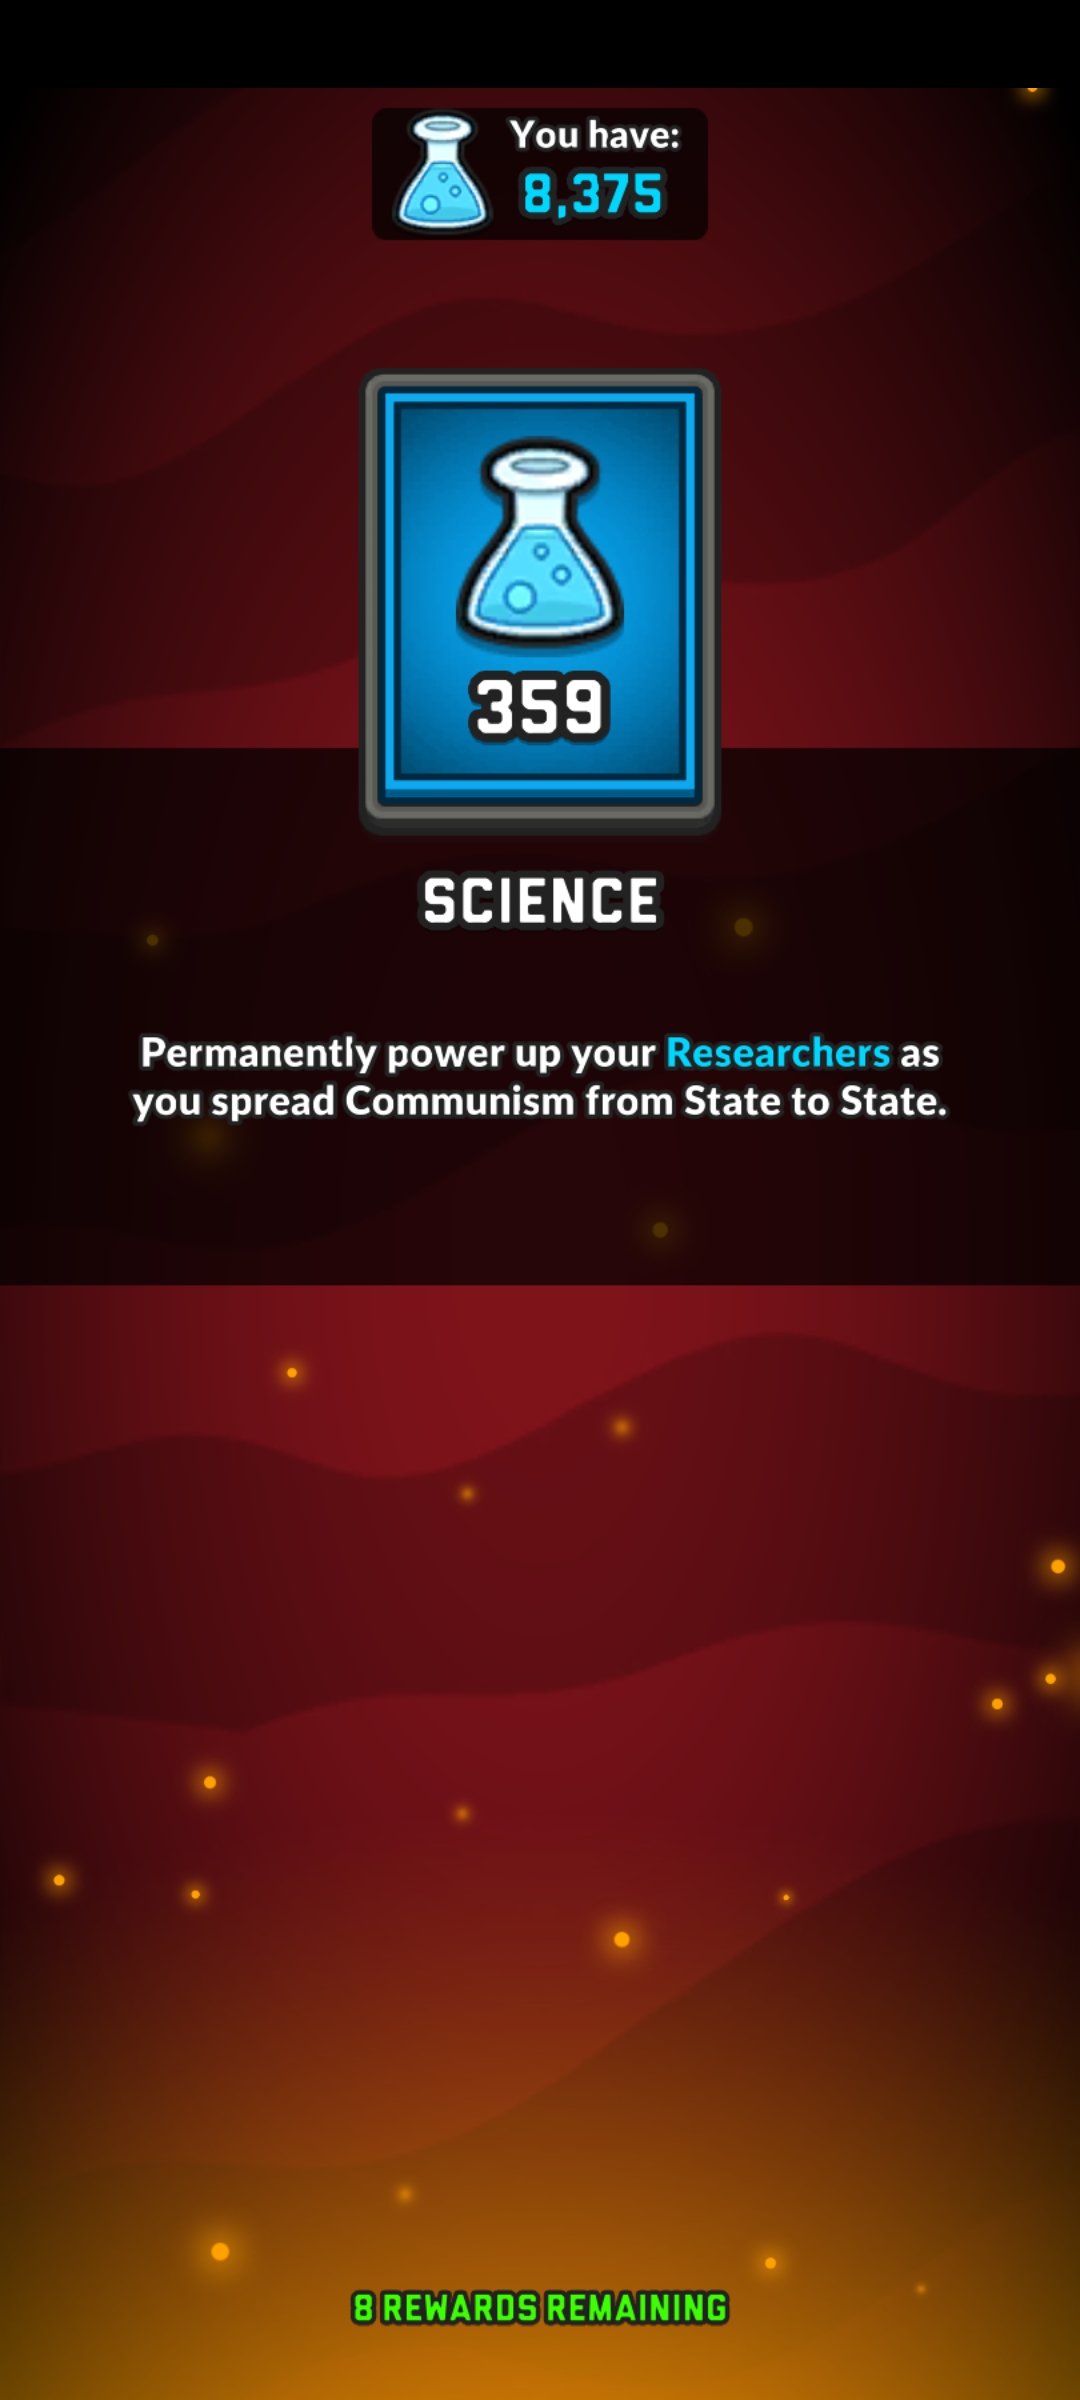 You have:
8,375
359
SCIENCE
Permanently power up your Researchers as
you spread Communism from State to State.
8 REWARDS REMAINING